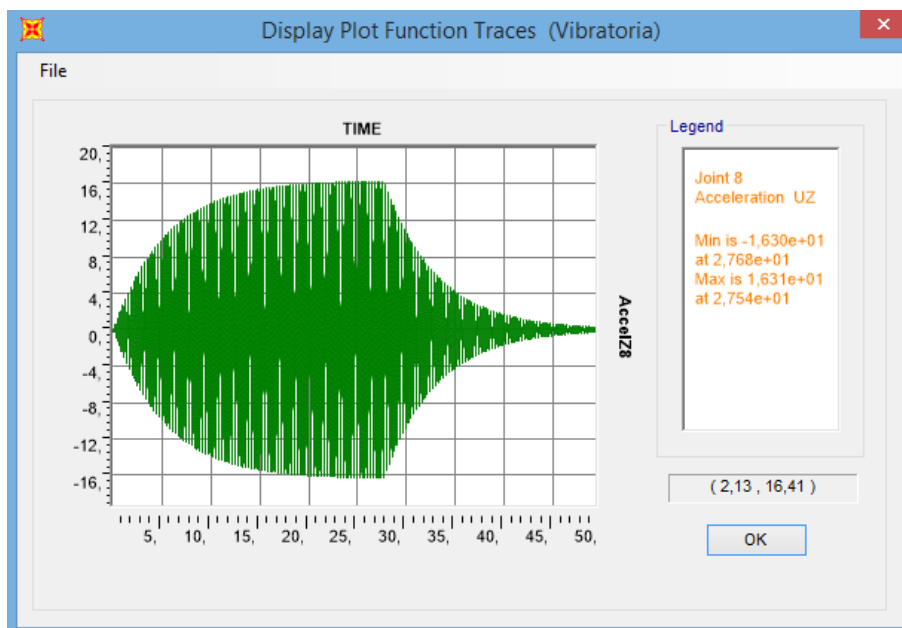 Display Plot Function Traces (Vibratoria)
File
TIME
20,
16,
12,
8,
4,
0,
-4,
-8,
-12,
-16,
5, 10, 15, 20, 25, 30, 35, 40, 45, 50,
AccelZ8
Legend
Joint 8
Acceleration UZ
Min is -1,630e+01
at 2,768e+01
Max is 1,631e+01
at 2,754e+01
( 2,13 , 16,41 )
OK